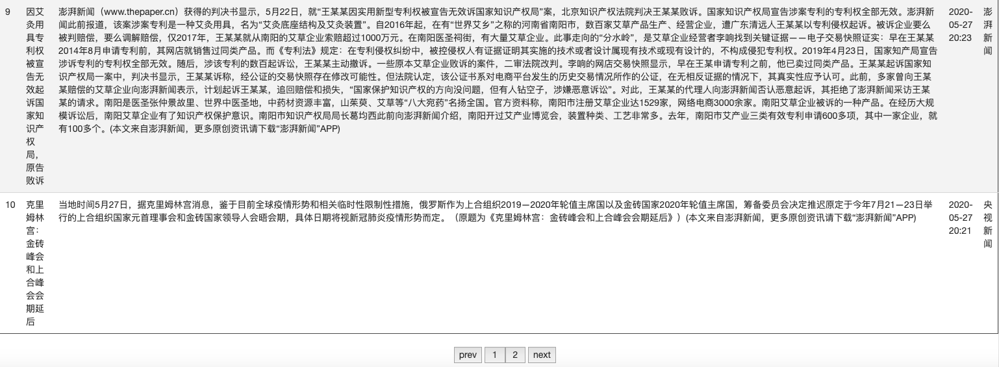 9
因艾
灸用
具专
利权
被宣
告无
效起
诉国
家知
识产
权
局，
原告
败诉
澎湃新闻（www.thepaper.cn）获得的判决书显示，5月22日，就“王某某因实用新型专利权被宣告无效诉国家知识产权局”案，北京知识产权法院判决王某某败诉。国家知识产权局宣告涉案专利的专利权全部无效。澎湃新
闻此前报道，该案涉案专利是一种艾灸用具，名为“艾灸底座结构及艾灸装置”。自2016年起，在有“世界艾乡”之称的河南省南阳市，数百家艾草产品生产、经营企业，遭广东清远人王某某以专利侵权起诉。被诉企业要么
被判赔偿，要么调解赔偿，仅2017年，王某某就从南阳的艾草企业索赔超过1000万元。在南阳医圣祠街，有大量艾草企业。此事走向的“分水岭”，是艾草企业经营者李响找到关键证据——电子交易快照证实：早在王某某
2014年8月申请专利前，其网店就销售过同类产品。而《专利法》规定：在专利侵权纠纷中，被控侵权人有证据证明其实施的技术或者设计属现有技术或现有设计的，不构成侵犯专利权。2019年4月23日，国家知产局宣告
涉诉专利的专利权全部无效。随后，涉该专利的数百起诉讼，王某某主动撤诉。一些原本艾草企业败诉的案件，二审法院改判。李响的网店交易快照显示，早在王某申请专利之前，他已卖过同类产品。王某某起诉国家知
识产权局一案中，判决书显示，王某某诉称，经公证的交易快照存在修改可能性。但法院认定，该公证书系对电商平台发生的历史交易情况所作的公证，在无相反证据的情况下，其真实性应予认可。此前，多家曾向王某
某赔偿的艾草企业向澎湃新闻表示，计划起诉王某某，追回赔偿和损失，“国家保护知识产权的方向没问题，但有人钻空子，涉嫌恶意诉讼”。对此，王某某的代理人向澎湃新闻否认恶意起诉，其拒绝了澎湃新闻采访王某
某的请求。南阳是医圣张仲景故里、世界中医圣地，中药材资源丰富，山茱萸、艾草等“八大宛药”名扬全国。官方资料称，南阳市注册艾草企业达1529家，网络电商3000余家。南阳艾草企业被诉的一种产品。在经历大规
模诉讼后，南阳艾草企业有了知识产权保护意识。南阳市知识产权局局长葛均西此前向澎湃新闻介绍，南阳开过艾产业博览会，装置种类、工艺非常多。去年，南阳市艾产业三类有效专利申请600多项，其中一家企业，就
有100多个。(本文来自澎湃新闻，更多原创资讯请下载“澎湃新闻”APP)
2020-
05-27
20:23
澎
湃
新
闻
10
克里
姆林
宫：
金砖
峰会
和上
合峰
会会
期延
后
当地时间5月27日，据克里姆林宫消息，鉴于目前全球疫情形势和相关临时性限制性措施，俄罗斯作为上合组织2019—2020年轮值主席国以及金砖国家2020年轮值主席国，筹备委员会决定推迟原定于今年7月21—23日举
行的上合组织国家元首理事会和金砖国家领导人会晤会期，具体日期将视新冠肺炎疫情形势而定。（原题为《克里姆林宫：金砖峰会和上合峰会会期延后》）(本文来自澎湃新闻，更多原创资讯请下载“澎湃新闻”APP)
2020-
05-27
20:21
央
视
新
闻
prev 1 2 next